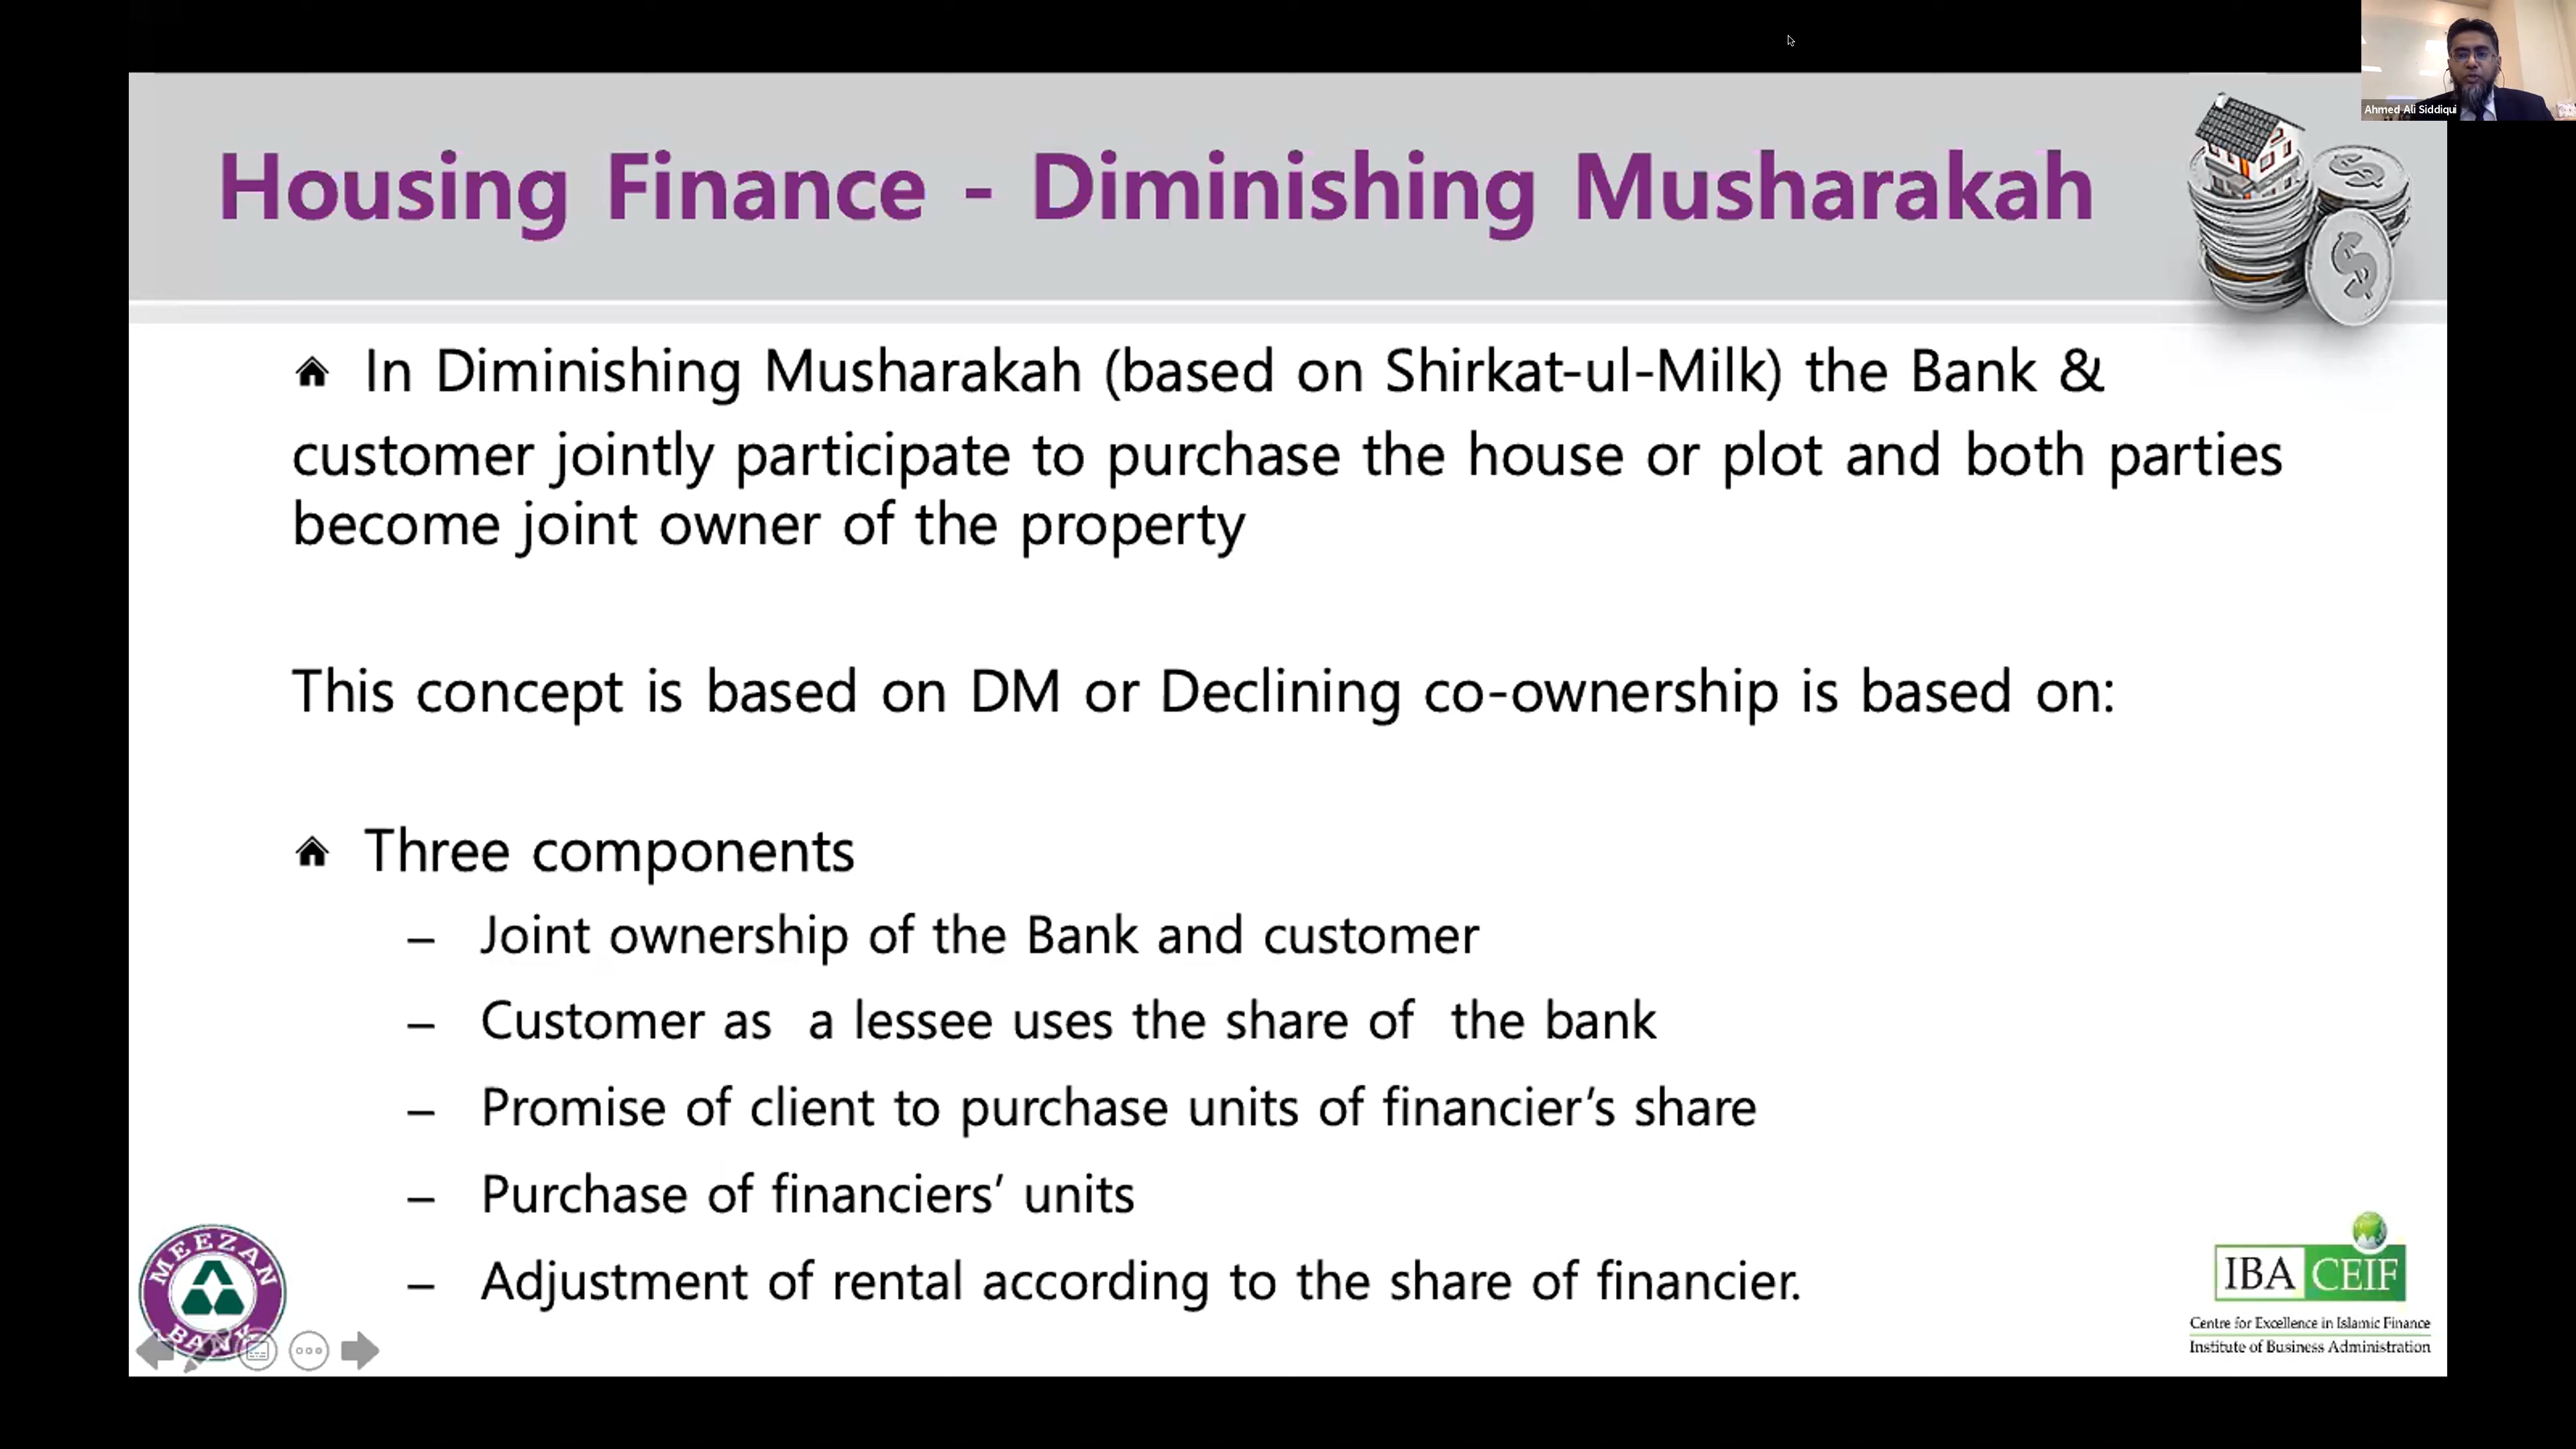 Ahmed Ali Siddiqui
Housing Finance - Diminishing Musharakah
In Diminishing Musharakah (based on Shirkat-ul-Milk) the Bank &
customer jointly participate to purchase the house or plot and both parties
become joint owner of the property
This concept is based on DM or Declining co-ownership is based on:
Three components
– Joint ownership of the Bank and customer
– Customer as a lessee uses the share of the bank
– Promise of client to purchase units of financier’s share
– Purchase of financiers’ units
– Adjustment of rental according to the share of financier.
MEEZAN
BANK
IBA CEIF
Centre for Excellence in Islamic Finance
Institute of Business Administration